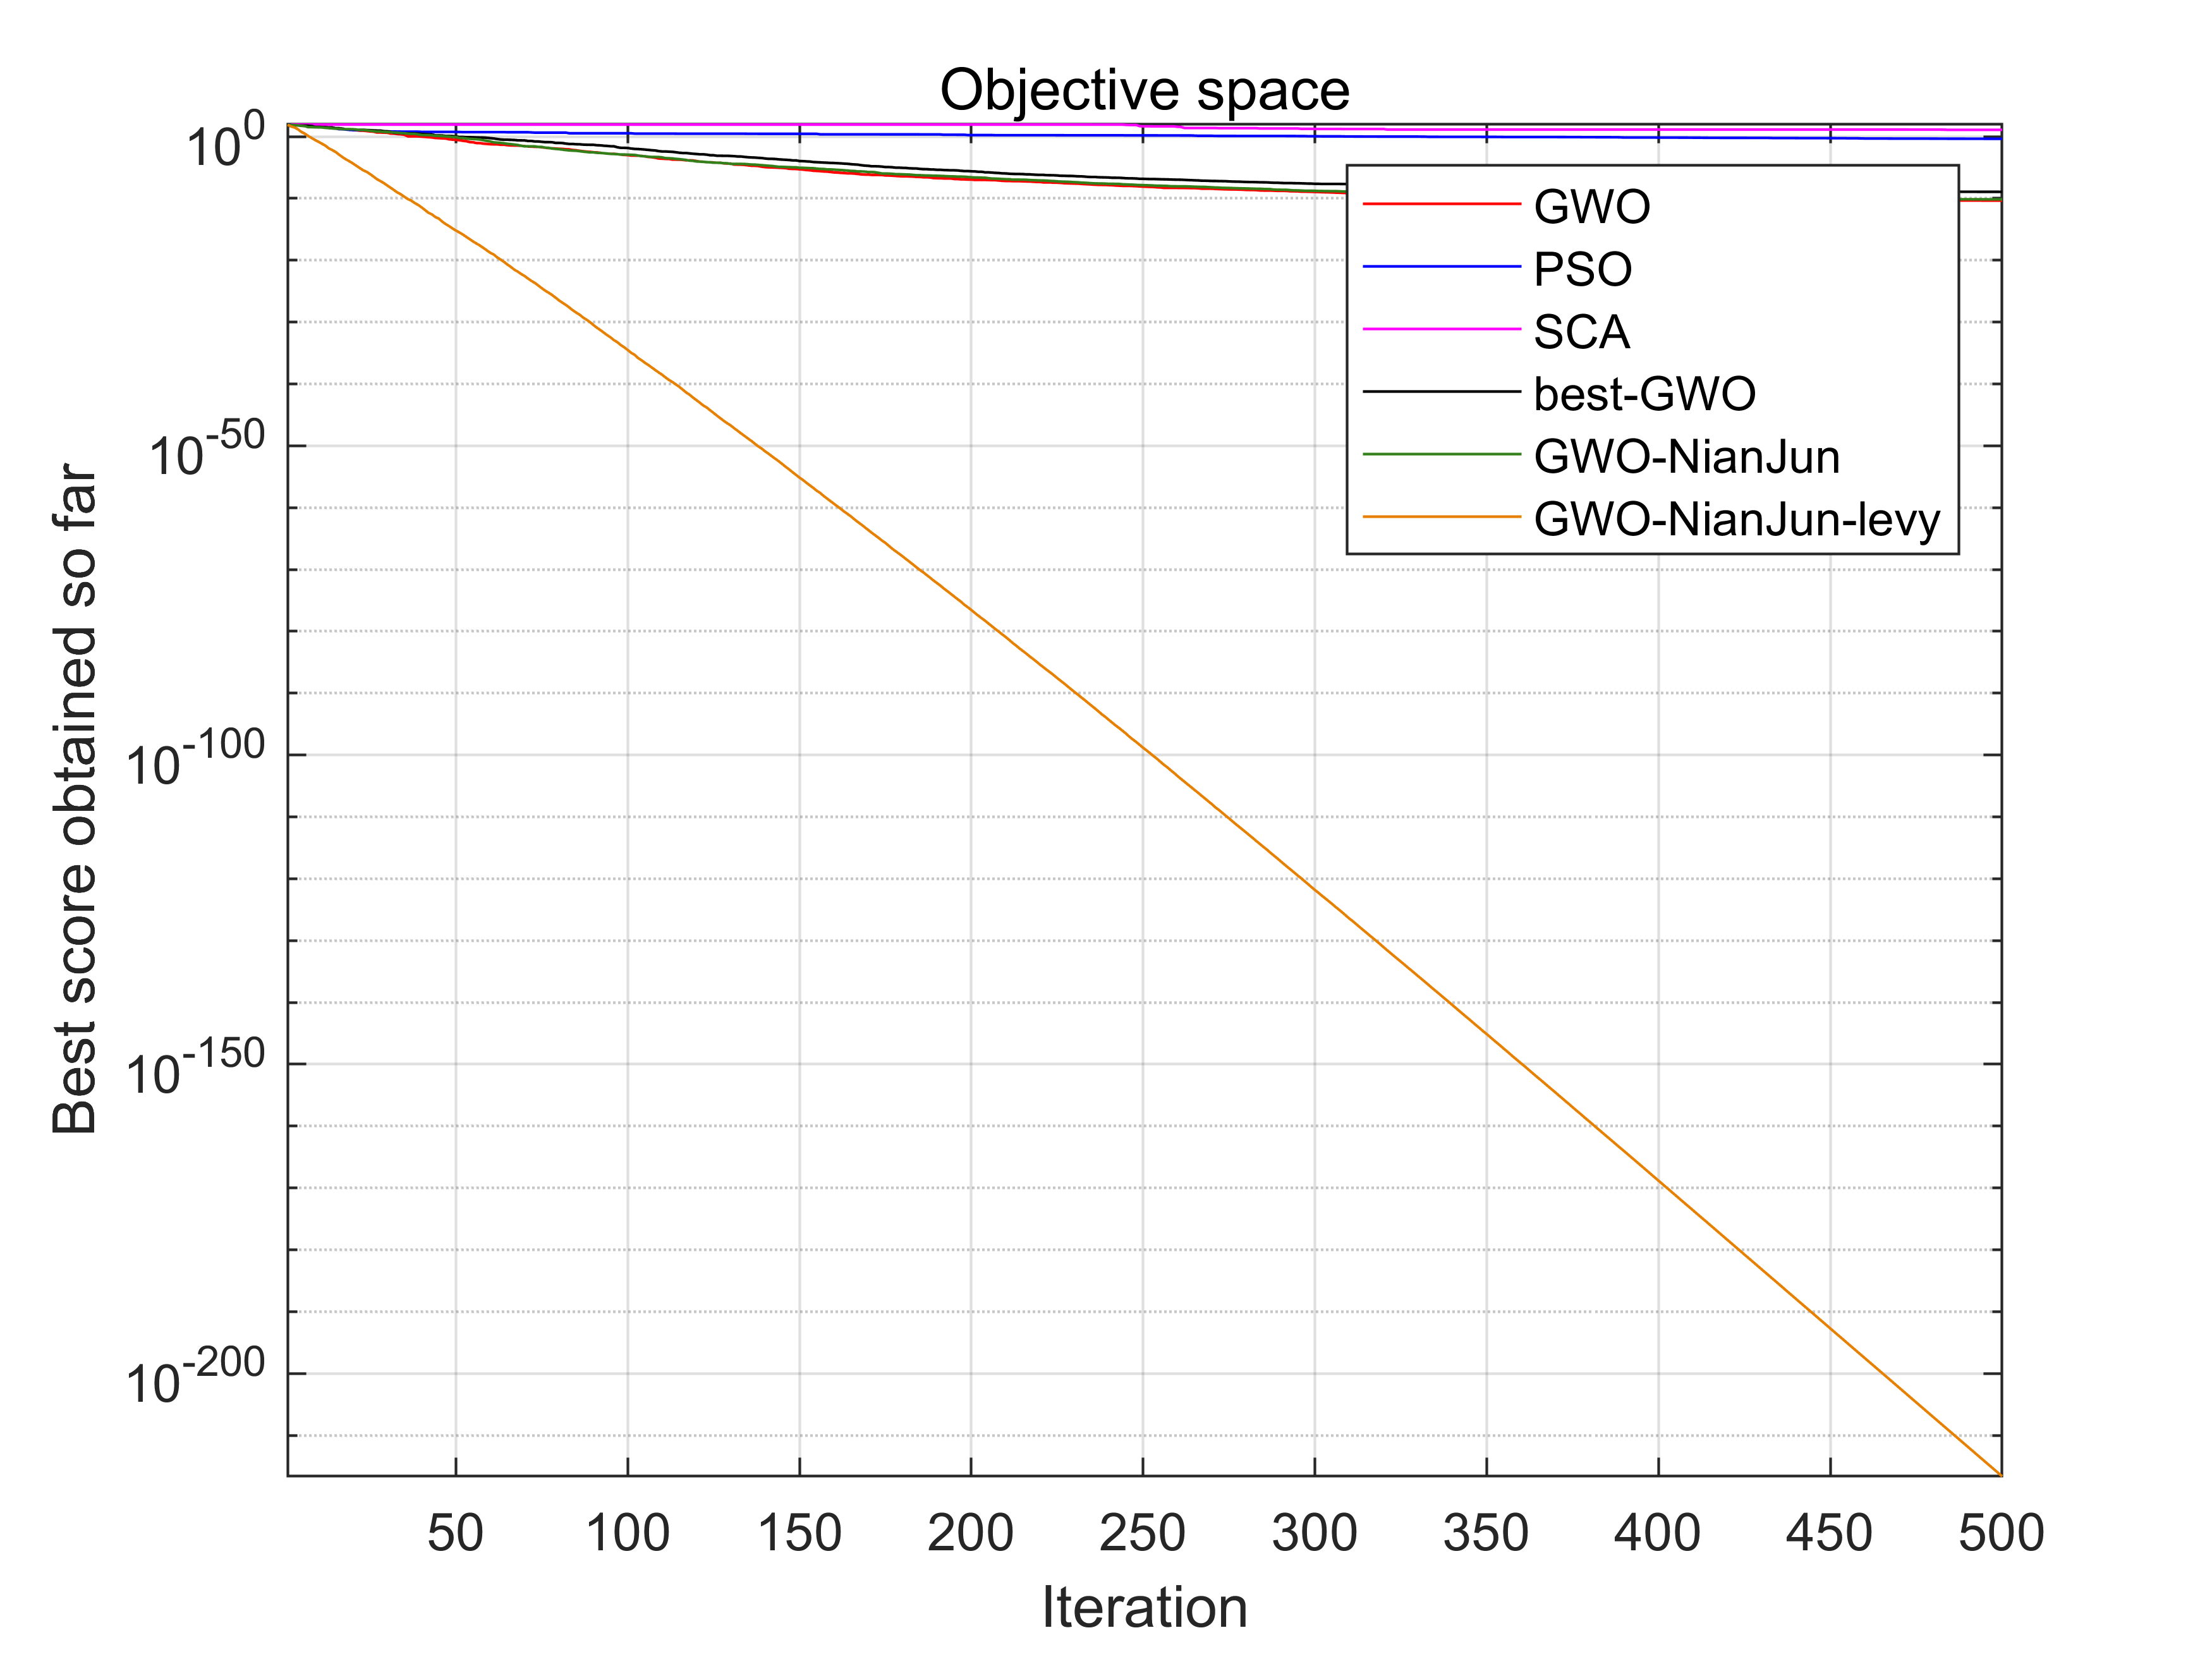 Objective space
10^0
10^-50
10^-100
10^-150
10^-200
Best score obtained so far
GWO
PSO
SCA
best-GWO
GWO-NianJun
GWO-NianJun-levy
50 100 150 200 250 300 350 400 450 500
Iteration